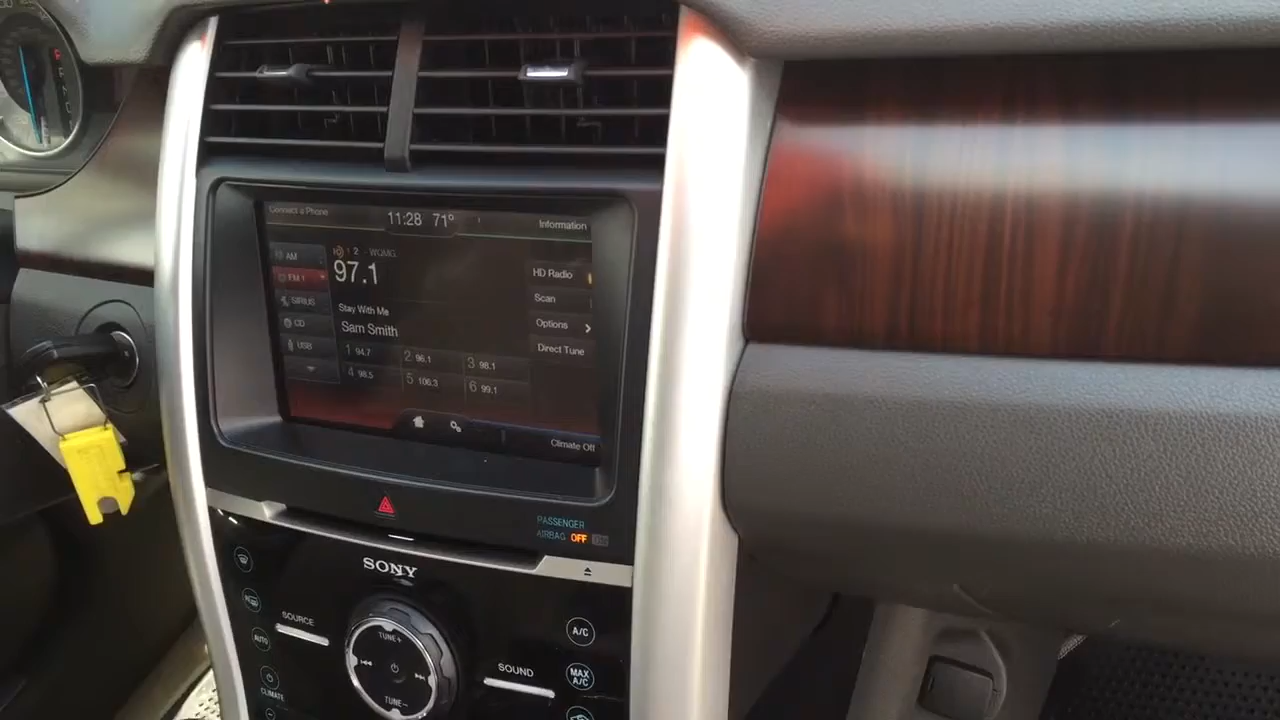 Connect a Phone
11:28 71°
Information
AM
FM 1
SIRIUS
CD
USB
1 2 - WQMG
97.1
Stay With Me
Sam Smith
1 94.7
2 96.1
3 98.1
4 98.5
5 106.3
6 99.1
HD Radio
Scan
Options
Direct Tune
Climate Off
PASSENGER
AIRBAG OFF ON
SONY
SOURCE
TUNE+
TUNE-
SOUND
AUTO
CLIMATE
A/C
MAX
A/C